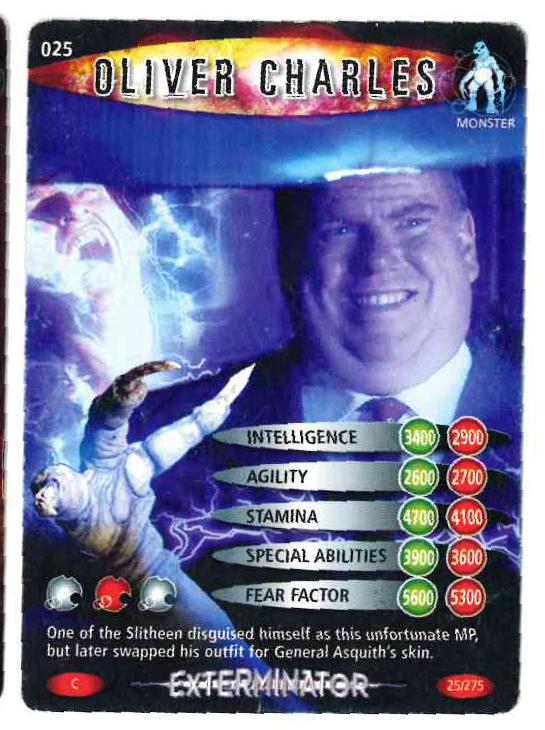 025
OLIVER CHARLES
MONSTER
INTELLIGENCE 3400 2900
AGILITY 2600 2700
STAMINA 4700 4100
SPECIAL ABILITIES 3900 3600
FEAR FACTOR 5600 5300
One of the Slitheen disguised himself as this unfortunate MP,
but later swapped his outfit for General Asquith's skin.
C
EXTERMINATOR
25/275